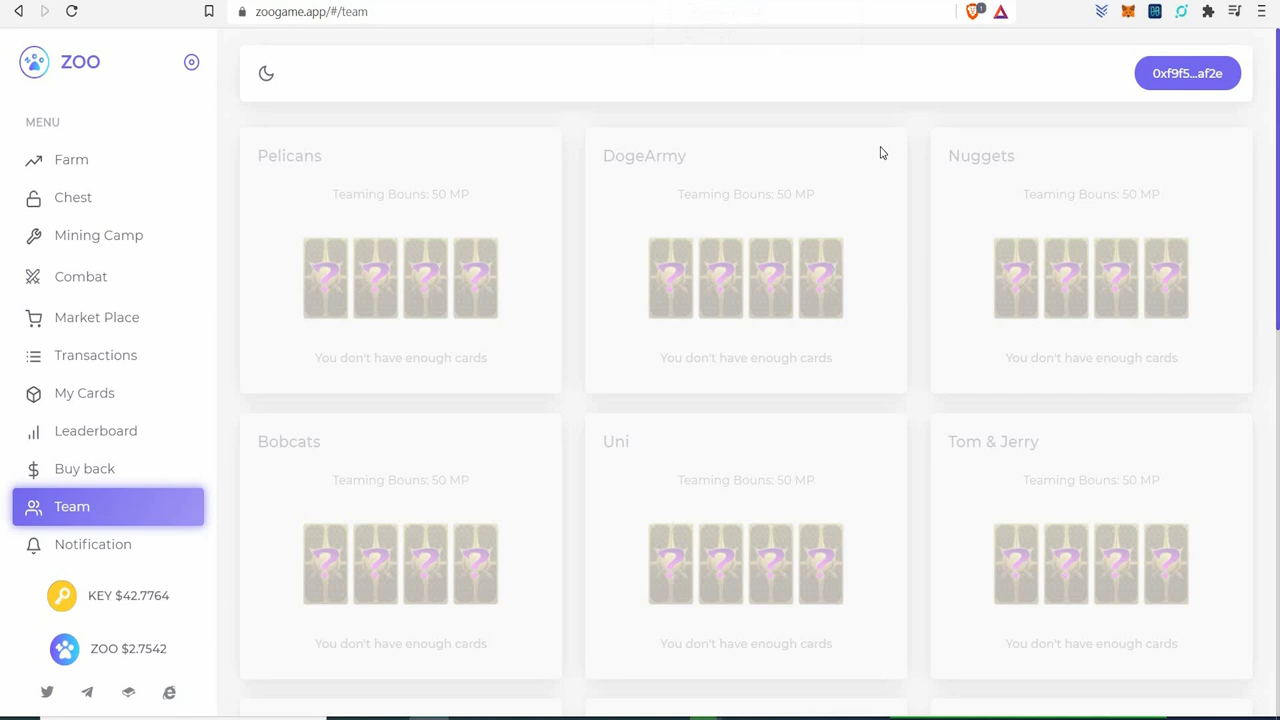 zoogame.app/#/team
1
ZOO
0xf9f5...af2e
MENU
Farm
Chest
Mining Camp
Combat
Market Place
Transactions
My Cards
Leaderboard
Buy back
Team
Notification
KEY $42.7764
ZOO $2.7542
Pelicans
Teaming Bouns: 50 MP
You don't have enough cards
DogeArmy
Teaming Bouns: 50 MP
You don't have enough cards
Nuggets
Teaming Bouns: 50 MP
You don't have enough cards
Bobcats
Teaming Bouns: 50 MP
You don't have enough cards
Uni
Teaming Bouns: 50 MP
You don't have enough cards
Tom & Jerry
Teaming Bouns: 50 MP
You don't have enough cards